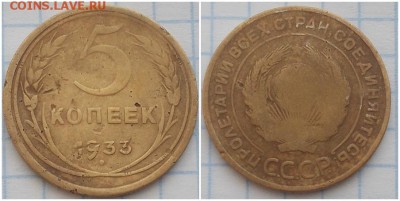 COINS.LAVE.RU
5
КОПЕЕК
1933
ПРОЛЕТАРИИ ВСЕХ СТРАН, СОЕДИНЯЙТЕСЬ!
СССР